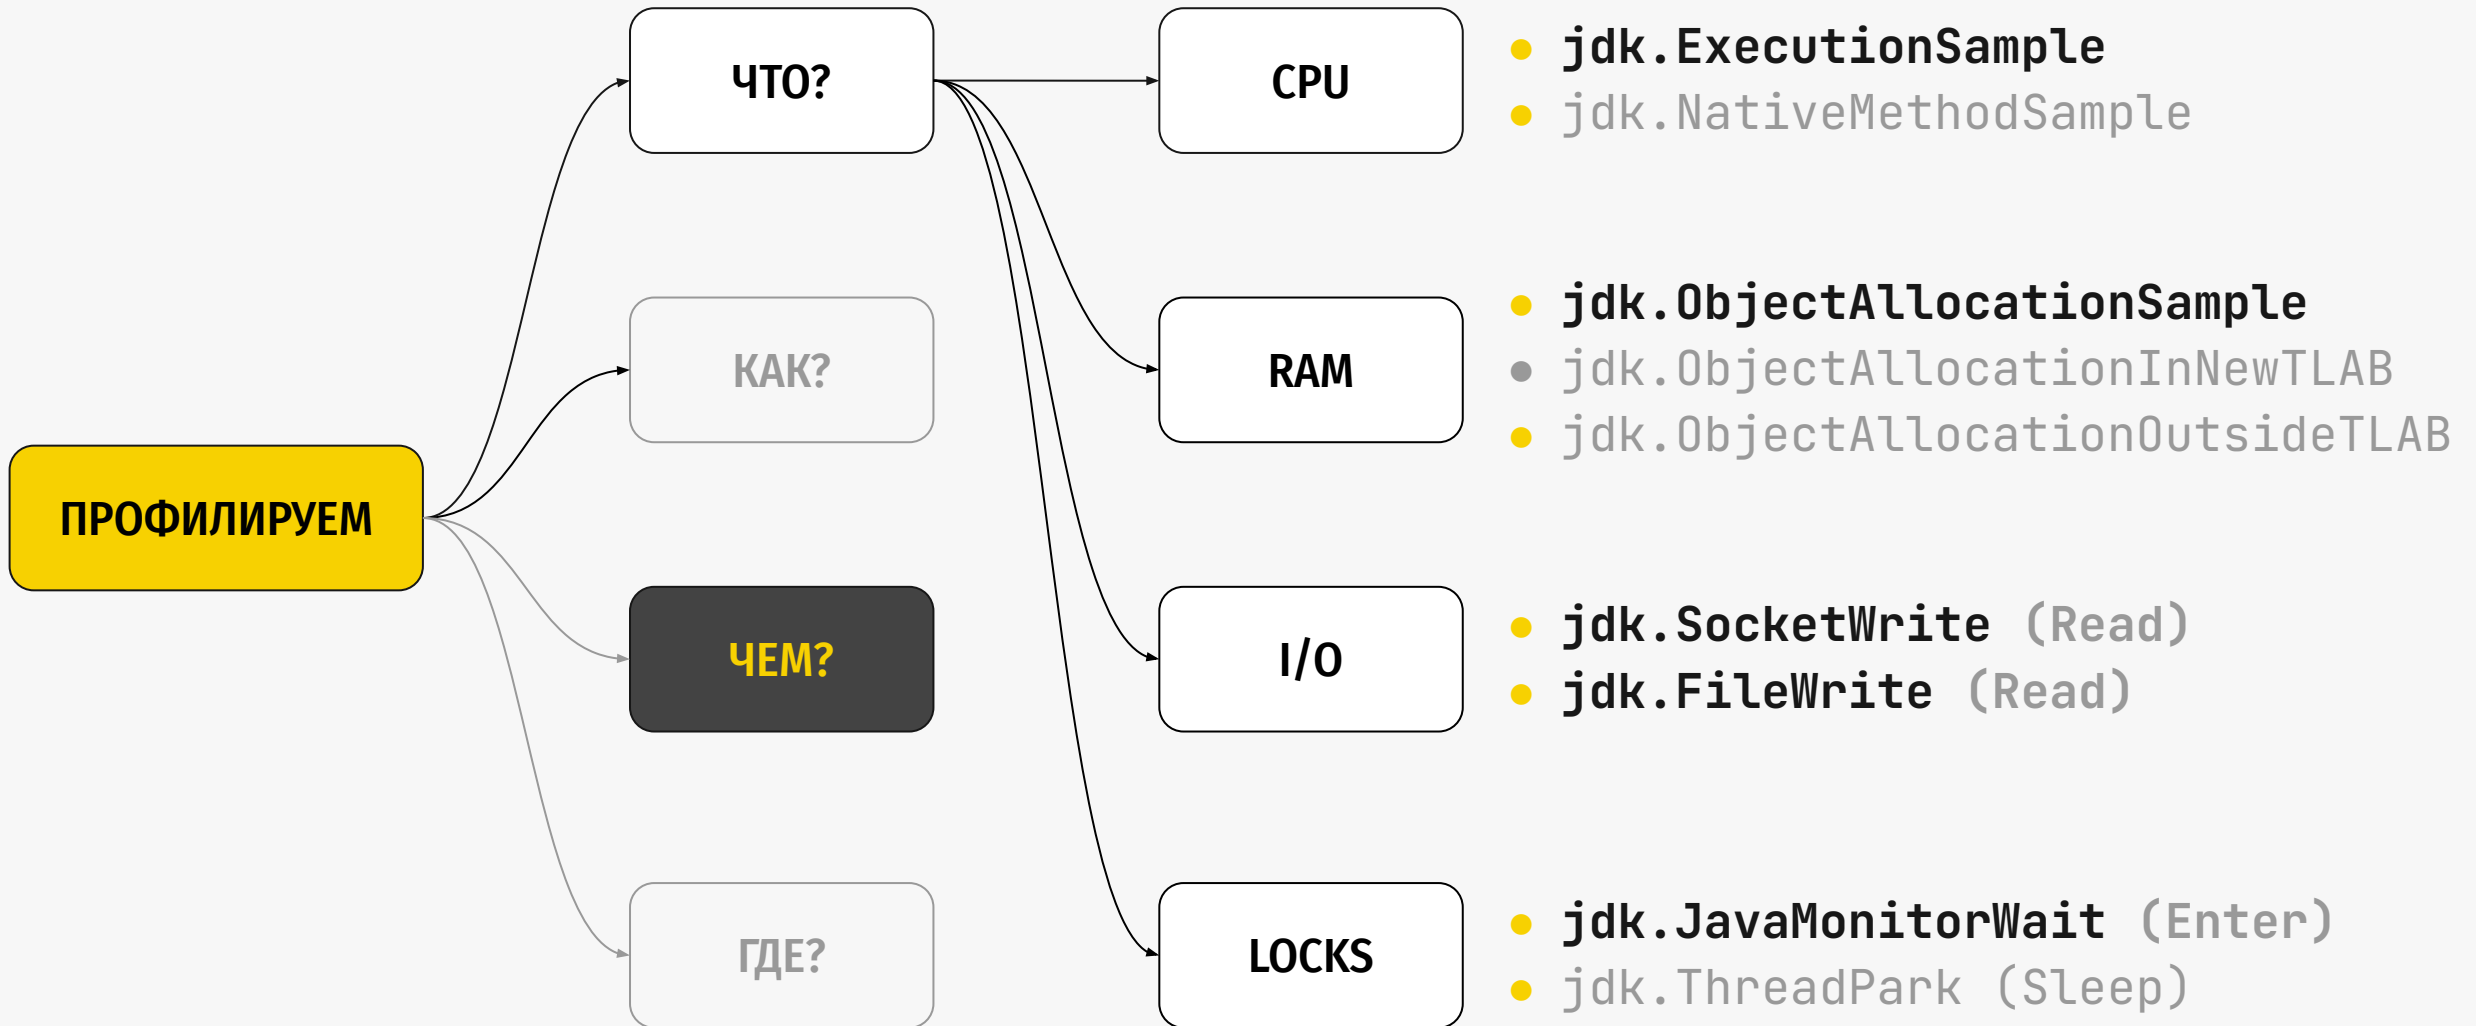 ЧТО?
CPU
jdk.ExecutionSample
jdk.NativeMethodSample
КАК?
RAM
jdk.ObjectAllocationSample
jdk.ObjectAllocationInNewTLAB
jdk.ObjectAllocationOutsideTLAB
ПРОФИЛИРУЕМ
ЧЕМ?
I/O
jdk.SocketWrite (Read)
jdk.FileWrite (Read)
ГДЕ?
LOCKS
jdk.JavaMonitorWait (Enter)
jdk.ThreadPark (Sleep)